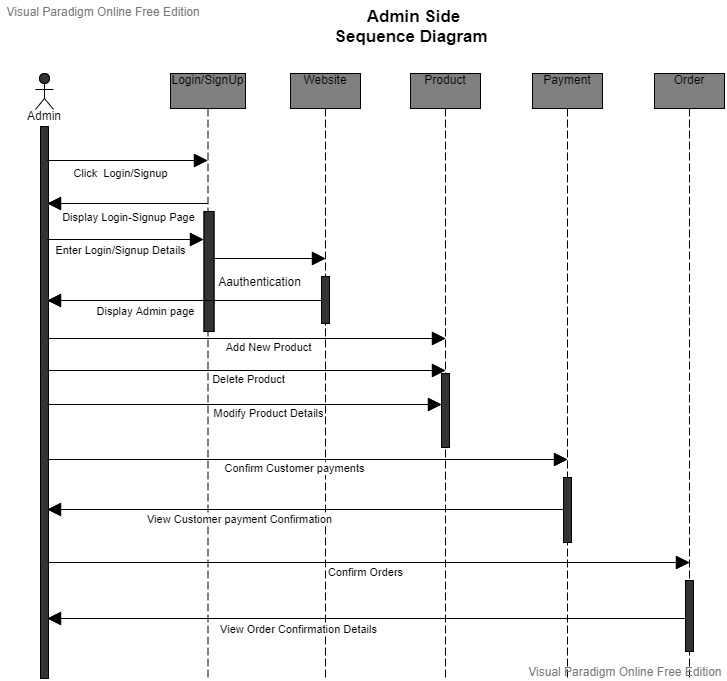 Visual Paradigm Online Free Edition
Admin Side
Sequence Diagram
Login/SignUp
Website
Product
Payment
Order
Admin
Click Login/Signup
Display Login-Signup Page
Enter Login/Signup Details
Aauthentication
Display Admin page
Add New Product
Delete Product
Modify Product Details
Confirm Customer payments
View Customer payment Confirmation
Confirm Orders
View Order Confirmation Details
Visual Paradigm Online Free Edition